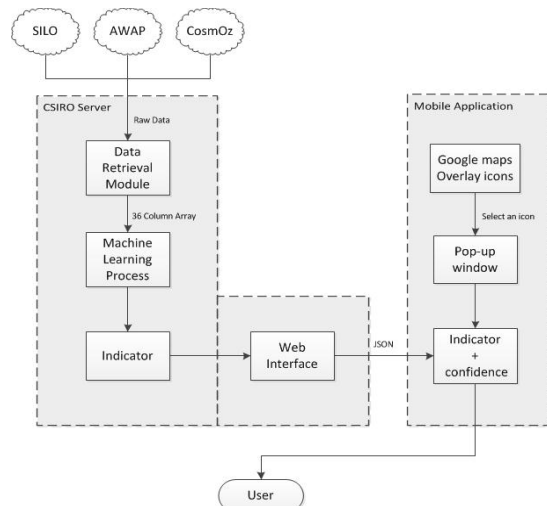 SILO
AWAP
CosmOz
CSIRO Server
Mobile Application
Raw Data
Data
Retrieval
Module
Google maps
Overlay icons
36 Column Array
Select an icon
Machine
Learning
Process
Pop-up
window
Indicator
Web
Interface
JSON
Indicator
+
confidence
User